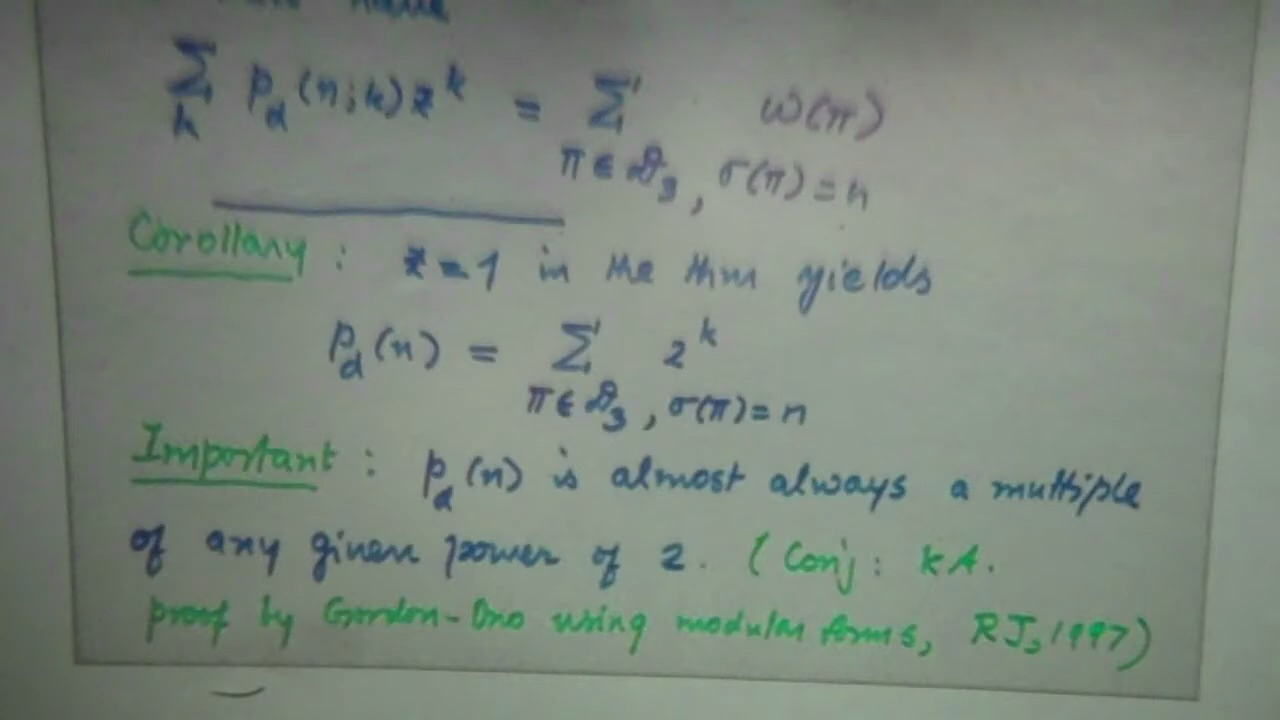 Σ_k p_d(n;k) z^k = Σ ω(π)
π ∈ 𝒟_3, σ(π) = n
Corollary : z = 1 in the thm yields
p_d(n) = Σ 2^k
π ∈ 𝒟_3, σ(π) = n
Important : p_d(n) is almost always a multiple
of any given power of 2. (Conj: KA.
proof by Gordon-Ono using modular forms, RJ, 1997)